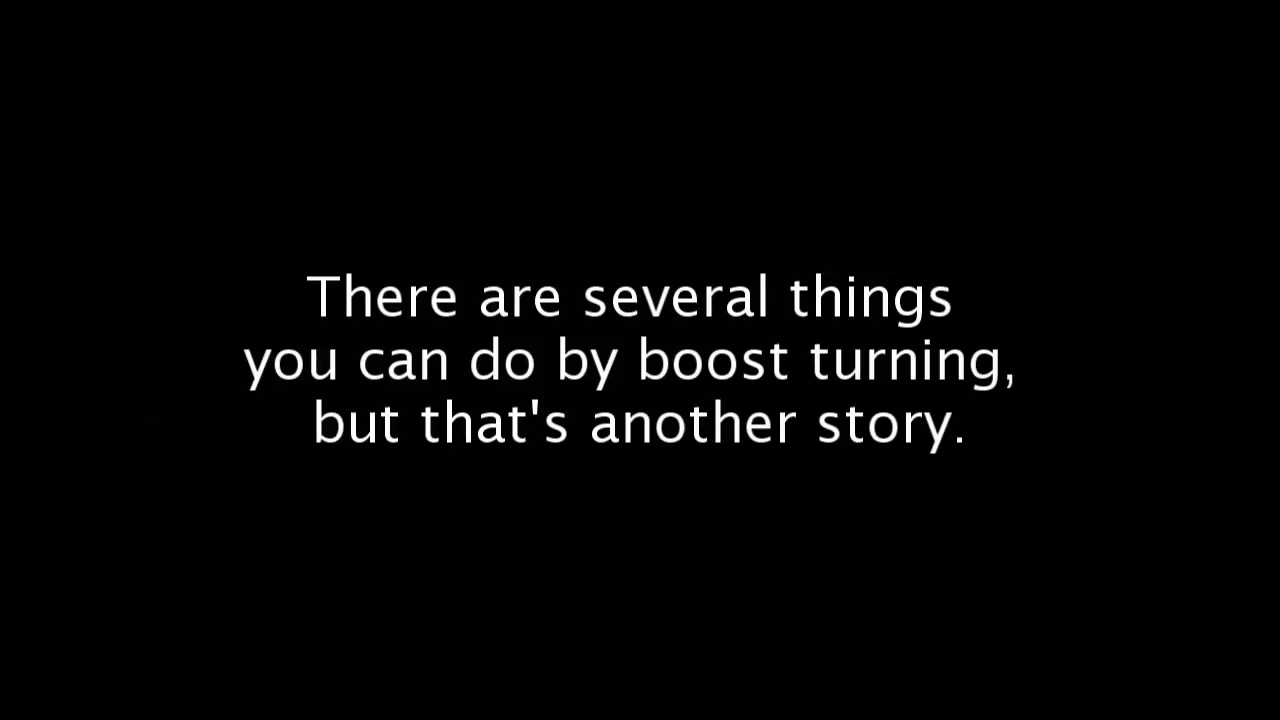 There are several things
you can do by boost turning,
but that's another story.